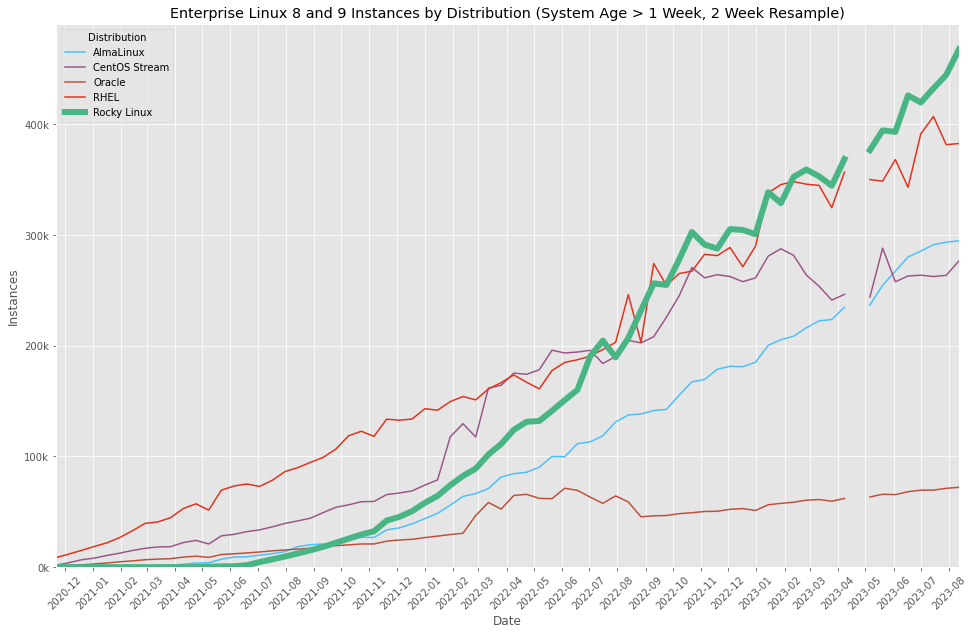 Enterprise Linux 8 and 9 Instances by Distribution (System Age > 1 Week, 2 Week Resample)
Distribution
AlmaLinux
CentOS Stream
Oracle
RHEL
Rocky Linux
400k
300k
200k
100k
0k
Instances
2020-12
2021-01
2021-02
2021-03
2021-04
2021-05
2021-06
2021-07
2021-08
2021-09
2021-10
2021-11
2021-12
2022-01
2022-02
2022-03
2022-04
2022-05
2022-06
2022-07
2022-08
2022-09
2022-10
2022-11
2022-12
2023-01
2023-02
2023-03
2023-04
2023-05
2023-06
2023-07
2023-08
Date